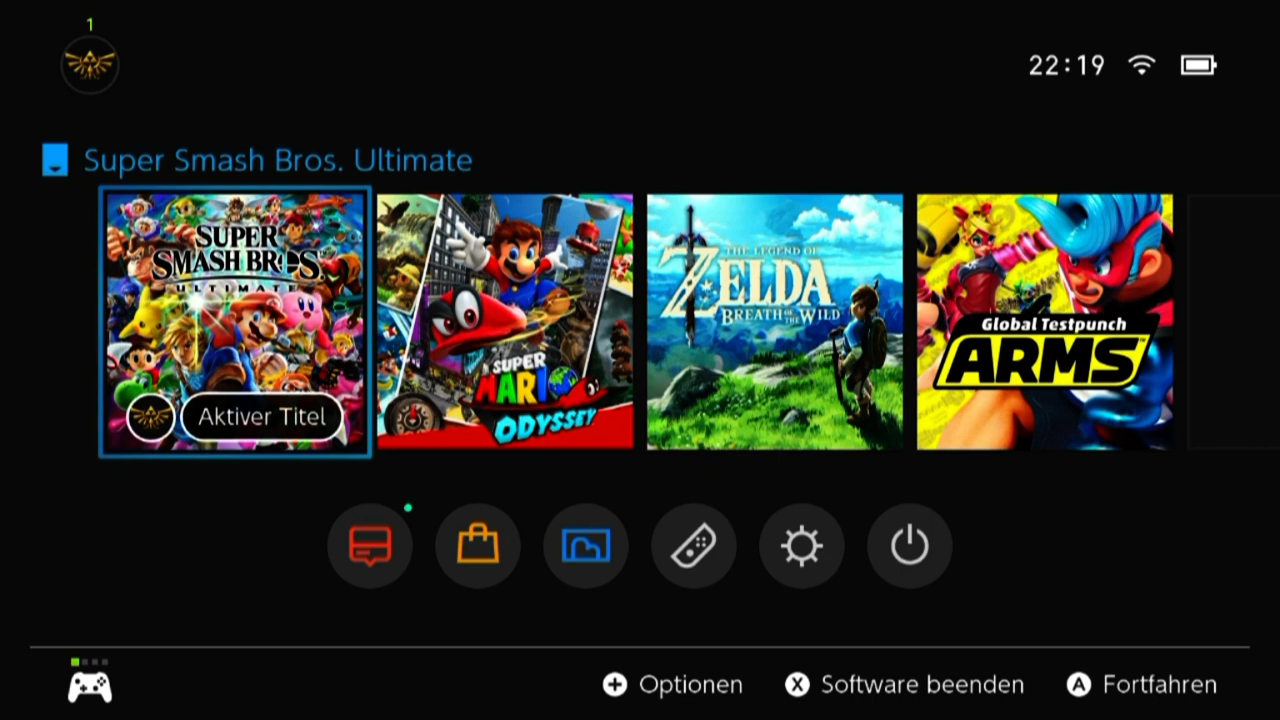 1
22:19
Super Smash Bros. Ultimate
SUPER
SMASH BROS.
ULTIMATE
Aktiver Titel
SUPER
MARIO
ODYSSEY
THE LEGEND OF
ZELDA
BREATH OF THE WILD
Global Testpunch
ARMS™
Optionen
X Software beenden
A Fortfahren